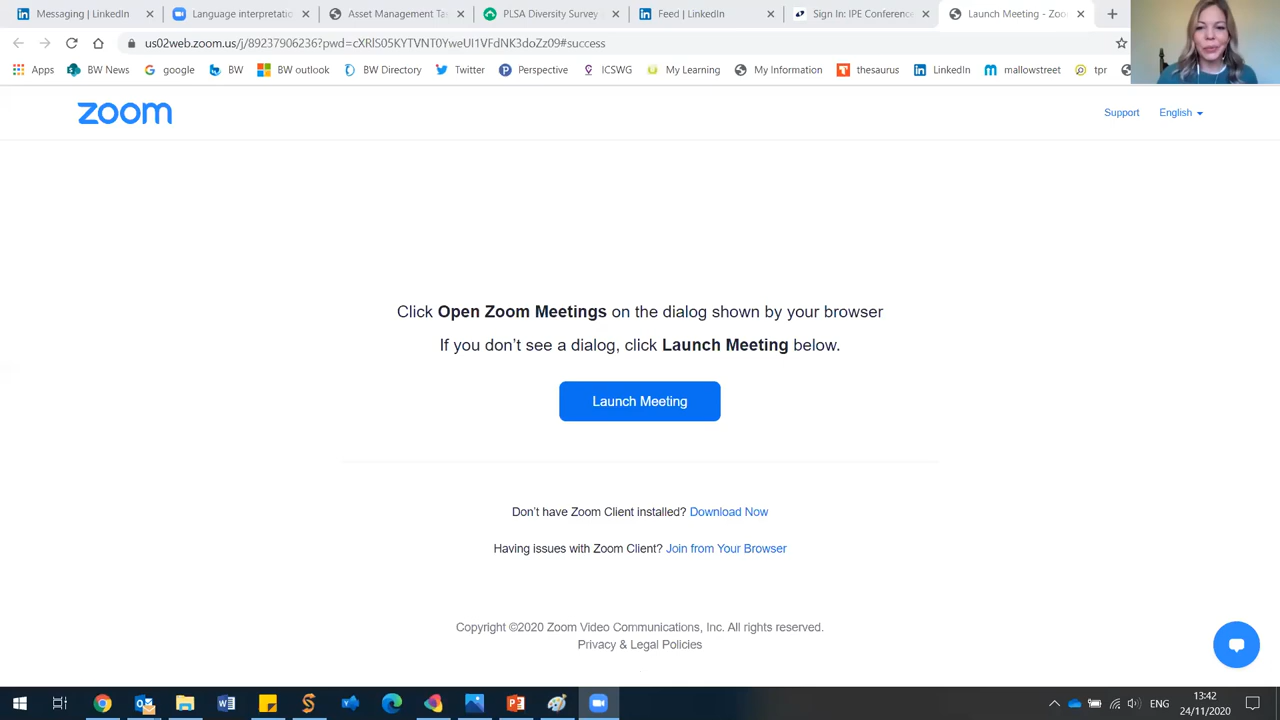 Messaging | LinkedIn
Language interpretatio
Asset Management Ta
PLSA Diversity Survey
Feed | LinkedIn
Sign In: IPE Conference
Launch Meeting - Zoo
us02web.zoom.us/j/89237906236?pwd=cXRlS05KYTVNT0YweUI1VFdNK3doZz09#success
Apps
BW News
google
BW
BW outlook
BW Directory
Twitter
Perspective
ICSWG
My Learning
My Information
thesaurus
LinkedIn
mallowstreet
tpr
zoom
Support
English
Click Open Zoom Meetings on the dialog shown by your browser
If you don't see a dialog, click Launch Meeting below.
Launch Meeting
Don't have Zoom Client installed? Download Now
Having issues with Zoom Client? Join from Your Browser
Copyright ©2020 Zoom Video Communications, Inc. All rights reserved.
Privacy & Legal Policies
ENG
13:42
24/11/2020